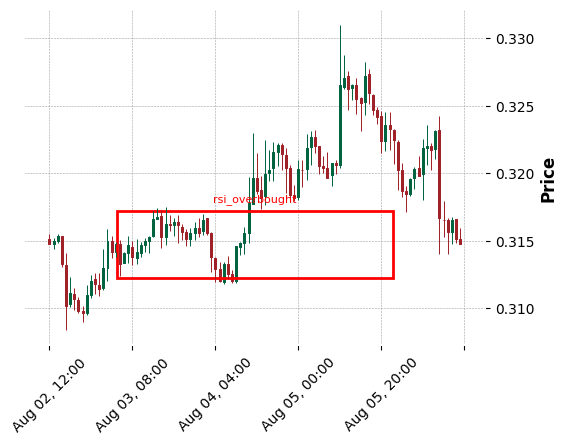 0.330
0.325
0.320
0.315
0.310
Price
rsi_overbought
Aug 02, 12:00
Aug 03, 08:00
Aug 04, 04:00
Aug 05, 00:00
Aug 05, 20:00